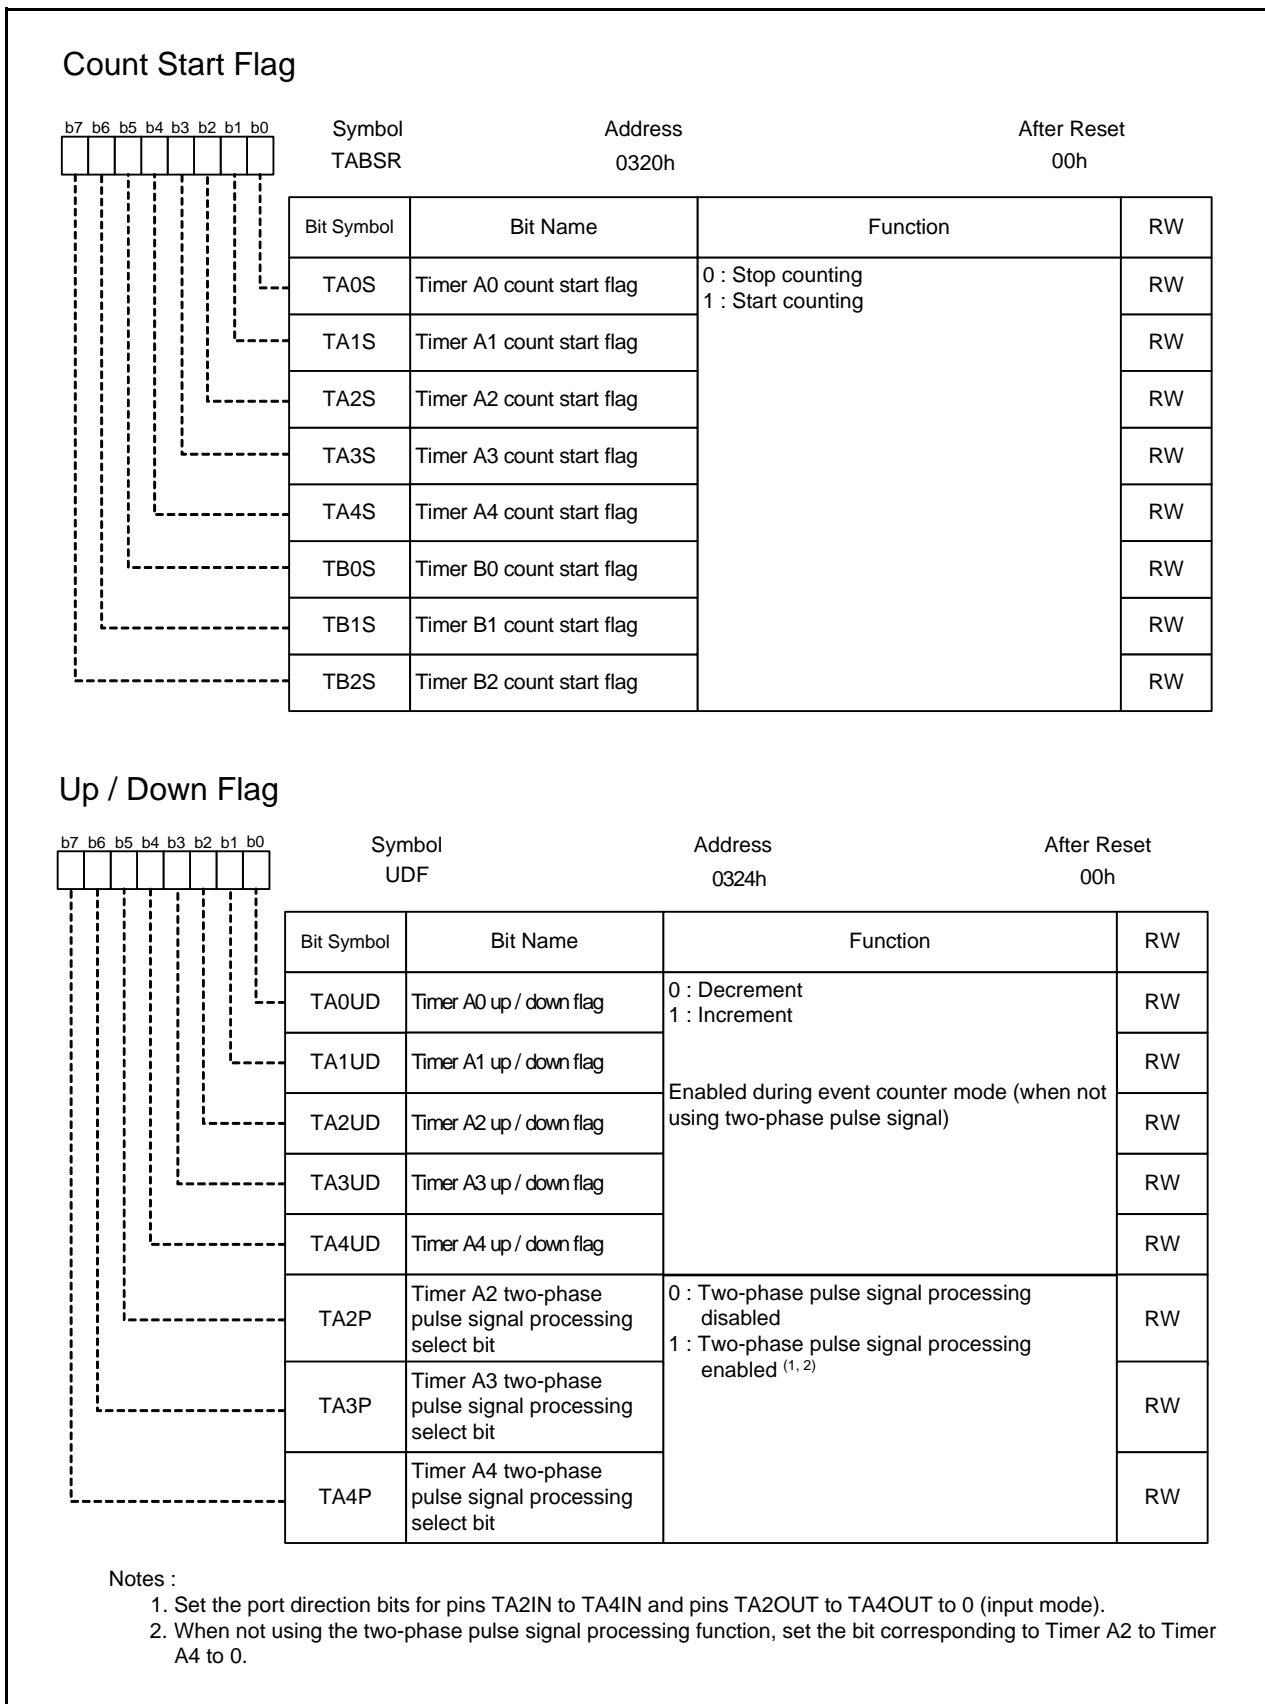 Count Start Flag
b7 b6 b5 b4 b3 b2 b1 b0
Symbol Address After Reset
TABSR 0320h 00h
Bit Symbol Bit Name Function RW
TA0S Timer A0 count start flag 0 : Stop counting RW
1 : Start counting
TA1S Timer A1 count start flag RW
TA2S Timer A2 count start flag RW
TA3S Timer A3 count start flag RW
TA4S Timer A4 count start flag RW
TB0S Timer B0 count start flag RW
TB1S Timer B1 count start flag RW
TB2S Timer B2 count start flag RW
Up / Down Flag
b7 b6 b5 b4 b3 b2 b1 b0
Symbol Address After Reset
UDF 0324h 00h
Bit Symbol Bit Name Function RW
TA0UD Timer A0 up / down flag 0 : Decrement RW
1 : Increment
TA1UD Timer A1 up / down flag RW
Enabled during event counter mode (when not
using two-phase pulse signal)
TA2UD Timer A2 up / down flag RW
TA3UD Timer A3 up / down flag RW
TA4UD Timer A4 up / down flag RW
TA2P Timer A2 two-phase
pulse signal processing
select bit RW
0 : Two-phase pulse signal processing
disabled
1 : Two-phase pulse signal processing
enabled (1, 2)
TA3P Timer A3 two-phase
pulse signal processing
select bit RW
TA4P Timer A4 two-phase
pulse signal processing
select bit RW
Notes :
1. Set the port direction bits for pins TA2IN to TA4IN and pins TA2OUT to TA4OUT to 0 (input mode).
2. When not using the two-phase pulse signal processing function, set the bit corresponding to Timer A2 to Timer
A4 to 0.